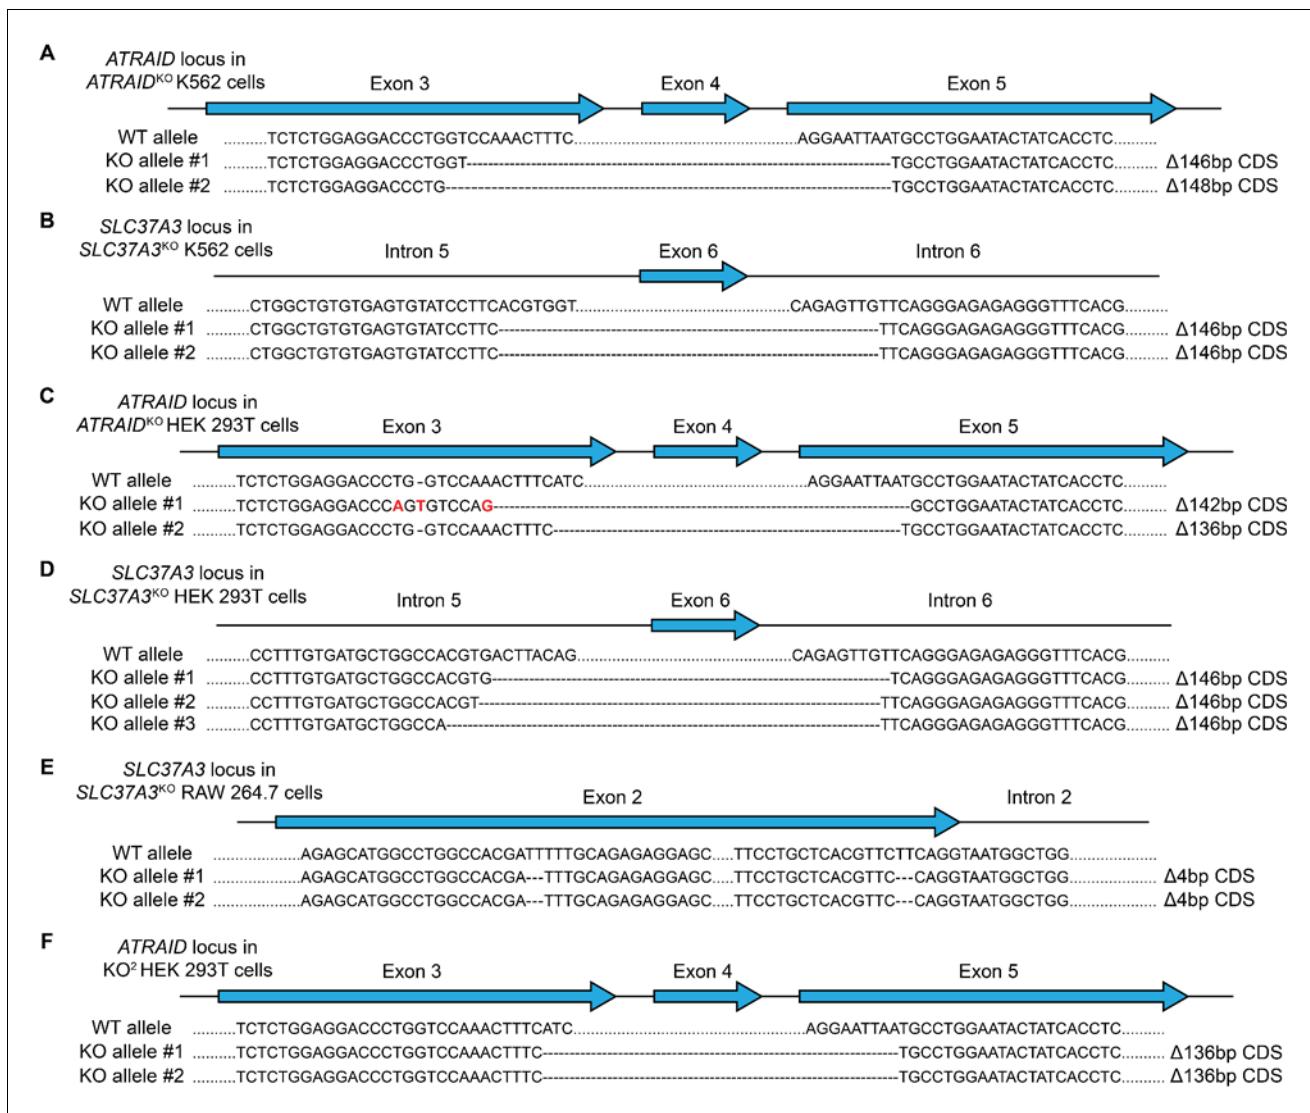 A
ATRAID locus in
ATRAIDKO K562 cells
Exon 3 Exon 4 Exon 5
WT allele ..........TCTCTGGAGGACCCTGGTCCAAACTTTC....................................................AGGAATTAATGCCTGGAATACTATCACCTC..........
KO allele #1 ..........TCTCTGGAGGACCCTGGT----------------------------------------------------------------------TGCCTGGAATACTATCACCTC.......... Δ146bp CDS
KO allele #2 ..........TCTCTGGAGGACCCTG--------------------------------------------------------------------------TGCCTGGAATACTATCACCTC.......... Δ148bp CDS
B
SLC37A3 locus in
SLC37A3KO K562 cells
Intron 5 Exon 6 Intron 6
WT allele ..........CTGGCTGTGTGAGTGTATCCTTCACGTGGT..................................................CAGAGTTGTTCAGGGAGAGAGGGTTTCACG..........
KO allele #1 ..........CTGGCTGTGTGAGTGTATCCTTC----------------------------------------------------------------TTCAGGGAGAGAGGGTTTCACG.......... Δ146bp CDS
KO allele #2 ..........CTGGCTGTGTGAGTGTATCCTTC----------------------------------------------------------------TTCAGGGAGAGAGGGTTTCACG.......... Δ146bp CDS
C
ATRAID locus in
ATRAIDKO HEK 293T cells
Exon 3 Exon 4 Exon 5
WT allele ..........TCTCTGGAGGACCCTG-GTCCAAACTTTCATC....................................................AGGAATTAATGCCTGGAATACTATCACCTC..........
KO allele #1 ..........TCTCTGGAGGACCCAGTGTCCAG----------------------------------------------------------------------GCCTGGAATACTATCACCTC.......... Δ142bp CDS
KO allele #2 ..........TCTCTGGAGGACCCTG-GTCCAAACTTTC----------------------------------------------------------TGCCTGGAATACTATCACCTC.......... Δ136bp CDS
D
SLC37A3 locus in
SLC37A3KO HEK 293T cells
Intron 5 Exon 6 Intron 6
WT allele ..........CCTTTGTGATGCTGGCCACGTGACTTACAG..................................................CAGAGTTGTTCAGGGAGAGAGGGTTTCACG..........
KO allele #1 ..........CCTTTGTGATGCTGGCCACGTG------------------------------------------------------------------TCAGGGAGAGAGGGTTTCACG.......... Δ146bp CDS
KO allele #2 ..........CCTTTGTGATGCTGGCCACGT-------------------------------------------------------------------TTCAGGGAGAGAGGGTTTCACG.......... Δ146bp CDS
KO allele #3 ..........CCTTTGTGATGCTGGCCA------------------------------------------------------------------------TTCAGGGAGAGAGGGTTTCACG.......... Δ146bp CDS
E
SLC37A3 locus in
SLC37A3KO RAW 264.7 cells
Exon 2 Intron 2
WT allele ....................AGAGCATGGCCTGGCCACGATTTTTGCAGAGAGGAGC.....TTCCTGCTCACGTTCTTCAGGTAATGGCTGG....................
KO allele #1 ....................AGAGCATGGCCTGGCCACGA---TTTGCAGAGAGGAGC.....TTCCTGCTCACGTTC---CAGGTAATGGCTGG.................... Δ4bp CDS
KO allele #2 ....................AGAGCATGGCCTGGCCACGA---TTTGCAGAGAGGAGC.....TTCCTGCTCACGTTC---CAGGTAATGGCTGG.................... Δ4bp CDS
F
ATRAID locus in
KO2 HEK 293T cells
Exon 3 Exon 4 Exon 5
WT allele ..........TCTCTGGAGGACCCTGGTCCAAACTTTCATC......................................................AGGAATTAATGCCTGGAATACTATCACCTC..........
KO allele #1 ..........TCTCTGGAGGACCCTGGTCCAAACTTTC------------------------------------------------------------TGCCTGGAATACTATCACCTC.......... Δ136bp CDS
KO allele #2 ..........TCTCTGGAGGACCCTGGTCCAAACTTTC------------------------------------------------------------TGCCTGGAATACTATCACCTC.......... Δ136bp CDS